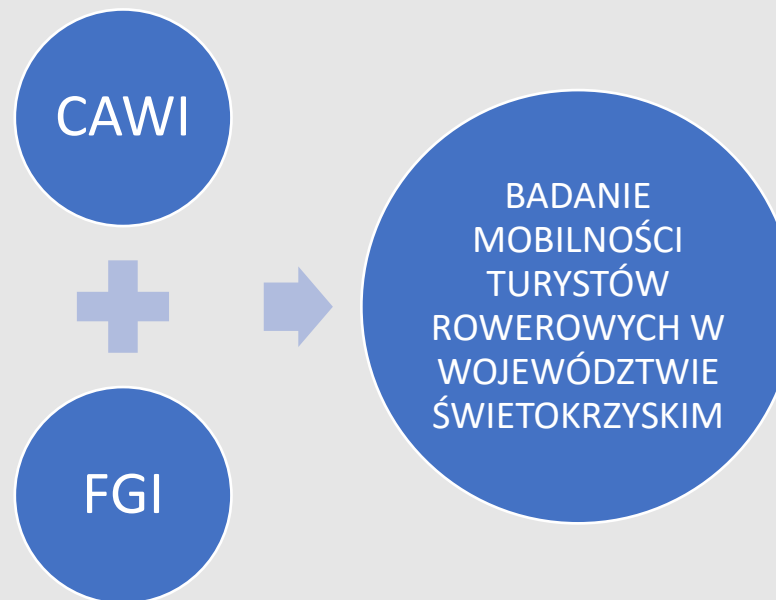 CAWI
FGI
BADANIE
MOBILNOŚCI
TURYSTÓW
ROWEROWYCH W
WOJEWÓDZTWIE
ŚWIETOKRZYSKIM